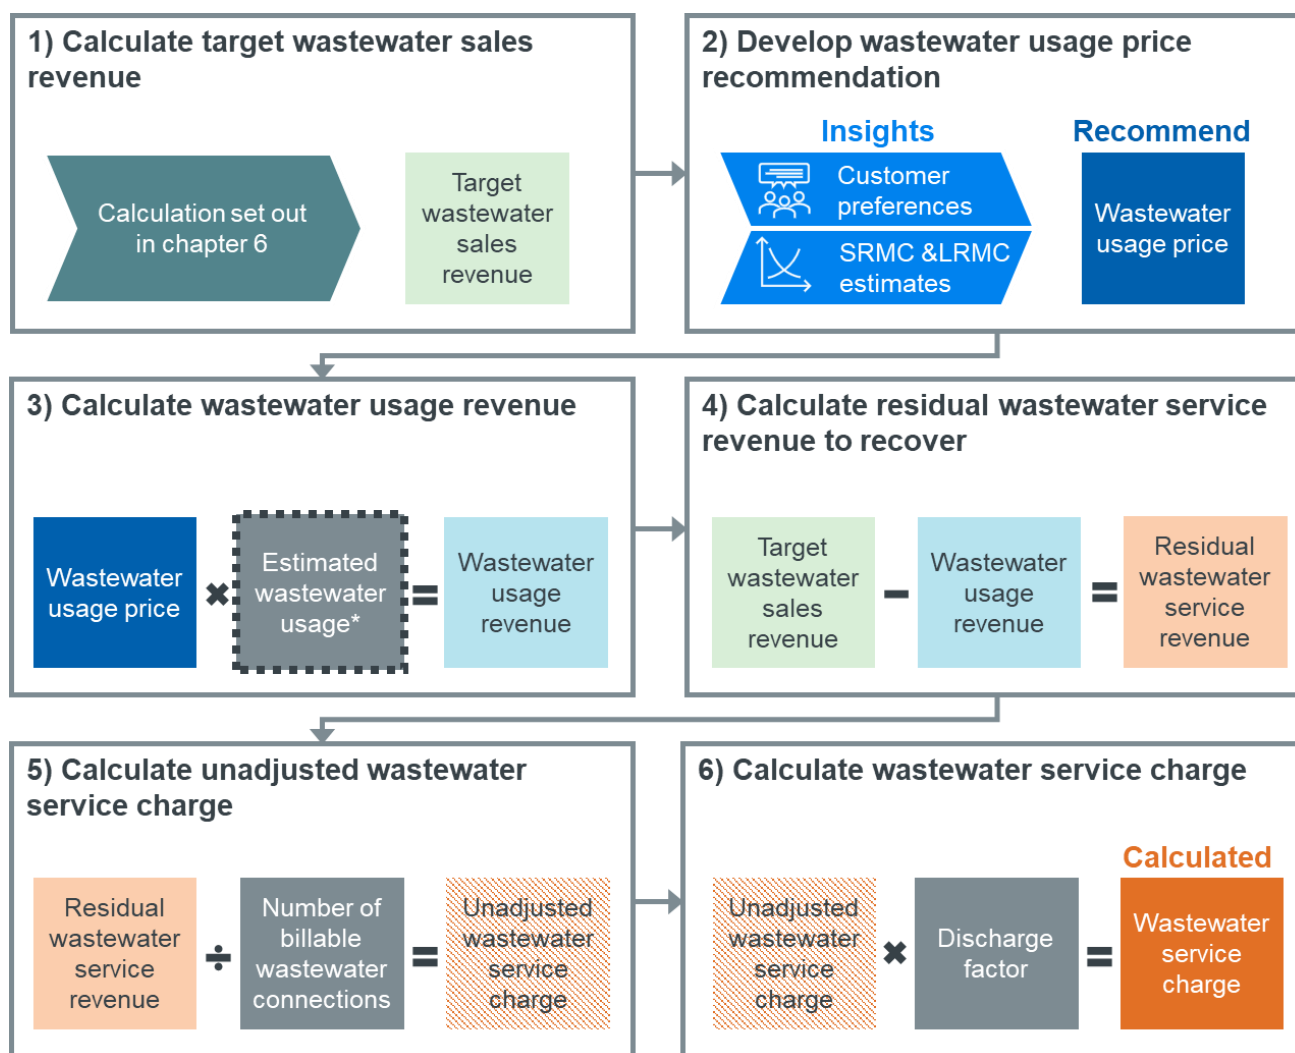 1) Calculate target wastewater sales
revenue
Calculation set out
in chapter 6
Target
wastewater
sales
revenue
2) Develop wastewater usage price
recommendation
Insights
Customer
preferences
SRMC &LRMC
estimates
Recommend
Wastewater
usage price
3) Calculate wastewater usage revenue
Wastewater
usage price
×
Estimated
wastewater
usage*
=
Wastewater
usage
revenue
4) Calculate residual wastewater service
revenue to recover
Target
wastewater
sales
revenue
−
Wastewater
usage
revenue
=
Residual
wastewater
service
revenue
5) Calculate unadjusted wastewater
service charge
Residual
wastewater
service
revenue
÷
Number of
billable
wastewater
connections
=
Unadjusted
wastewater
service
charge
6) Calculate wastewater service charge
Unadjusted
wastewater
service
charge
×
Discharge
factor
=
Calculated
Wastewater
service
charge